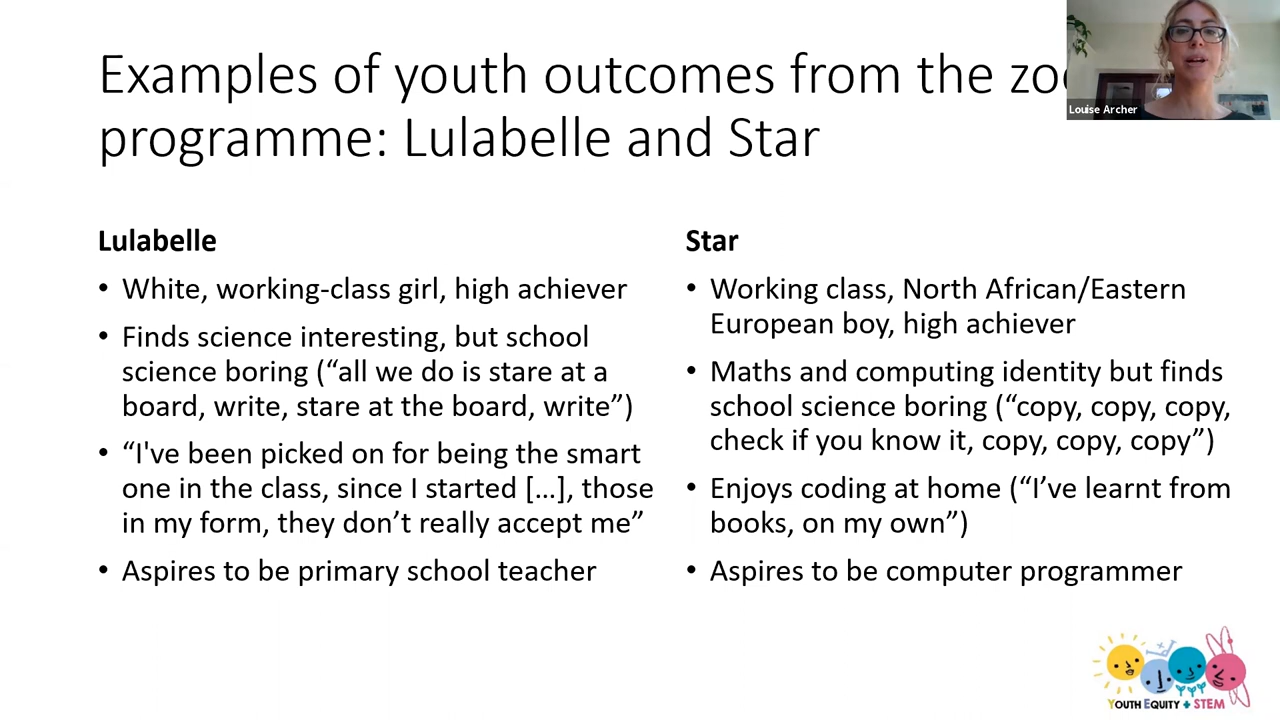 Examples of youth outcomes from the zoo
programme: Lulabelle and Star
Louise Archer
Lulabelle
• White, working-class girl, high achiever
• Finds science interesting, but school
science boring (“all we do is stare at a
board, write, stare at the board, write”)
• “I've been picked on for being the smart
one in the class, since I started […], those
in my form, they don’t really accept me”
• Aspires to be primary school teacher
Star
• Working class, North African/Eastern
European boy, high achiever
• Maths and computing identity but finds
school science boring (“copy, copy, copy,
check if you know it, copy, copy, copy”)
• Enjoys coding at home (“I’ve learnt from
books, on my own”)
• Aspires to be computer programmer
YOUTH EQUITY + STEM